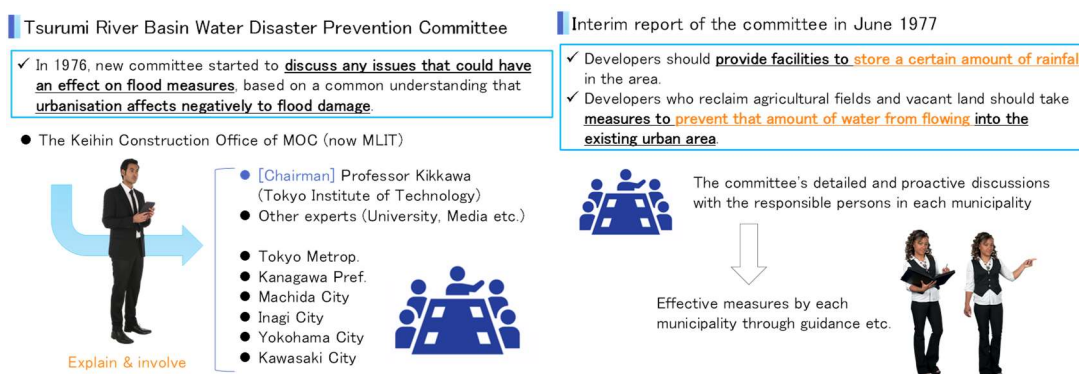 Tsurumi River Basin Water Disaster Prevention Committee
✓ In 1976, new committee started to discuss any issues that could have
an effect on flood measures, based on a common understanding that
urbanisation affects negatively to flood damage.
● The Keihin Construction Office of MOC (now MLIT)
● [Chairman] Professor Kikkawa
(Tokyo Institute of Technology)
● Other experts (University, Media etc.)
● Tokyo Metrop.
● Kanagawa Pref.
● Machida City
● Inagi City
● Yokohama City
● Kawasaki City
Explain & involve
Interim report of the committee in June 1977
✓ Developers should provide facilities to store a certain amount of rainfall
in the area.
✓ Developers who reclaim agricultural fields and vacant land should take
measures to prevent that amount of water from flowing into the
existing urban area.
The committee's detailed and proactive discussions
with the responsible persons in each municipality
Effective measures by each
municipality through guidance etc.